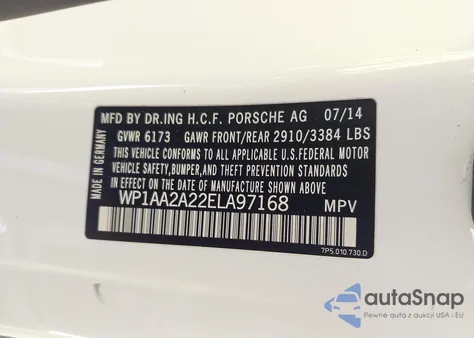 MFD BY DR.ING H.C.F. PORSCHE AG 07/14
GVWR 6173 GAWR FRONT/REAR 2910/3384 LBS
THIS VEHICLE CONFORMS TO ALL APPLICABLE U.S.FEDERAL MOTOR
VEHICLE SAFETY,BUMPER,AND THEFT PREVENTION STANDARDS
IN EFFECT ON THE DATE OF MANUFACTURE SHOWN ABOVE.
WP1AA2A22ELA97168 MPV
7P5.010.730.D
MADE IN GERMANY
autoSnap
Pewne auta z aukcji USA i EU